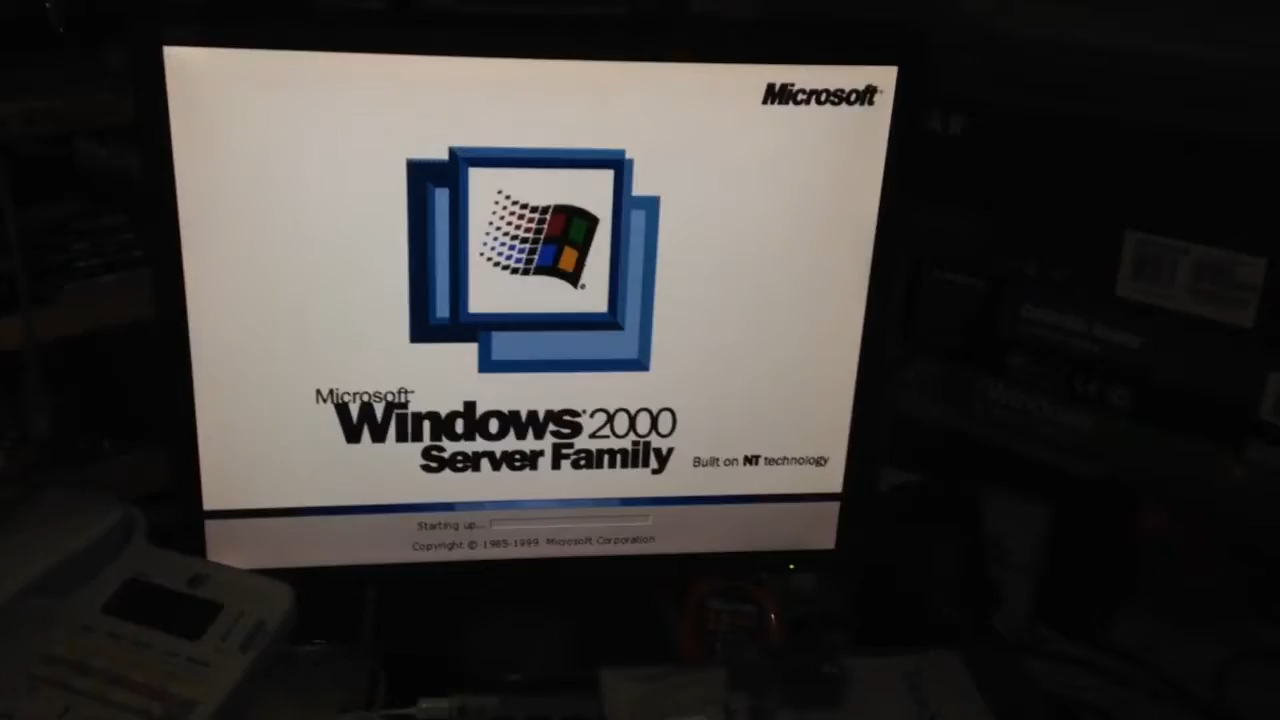 Microsoft
Microsoft
Windows 2000
Server Family
Built on NT technology
Starting up...
Copyright © 1985-1999 Microsoft Corporation